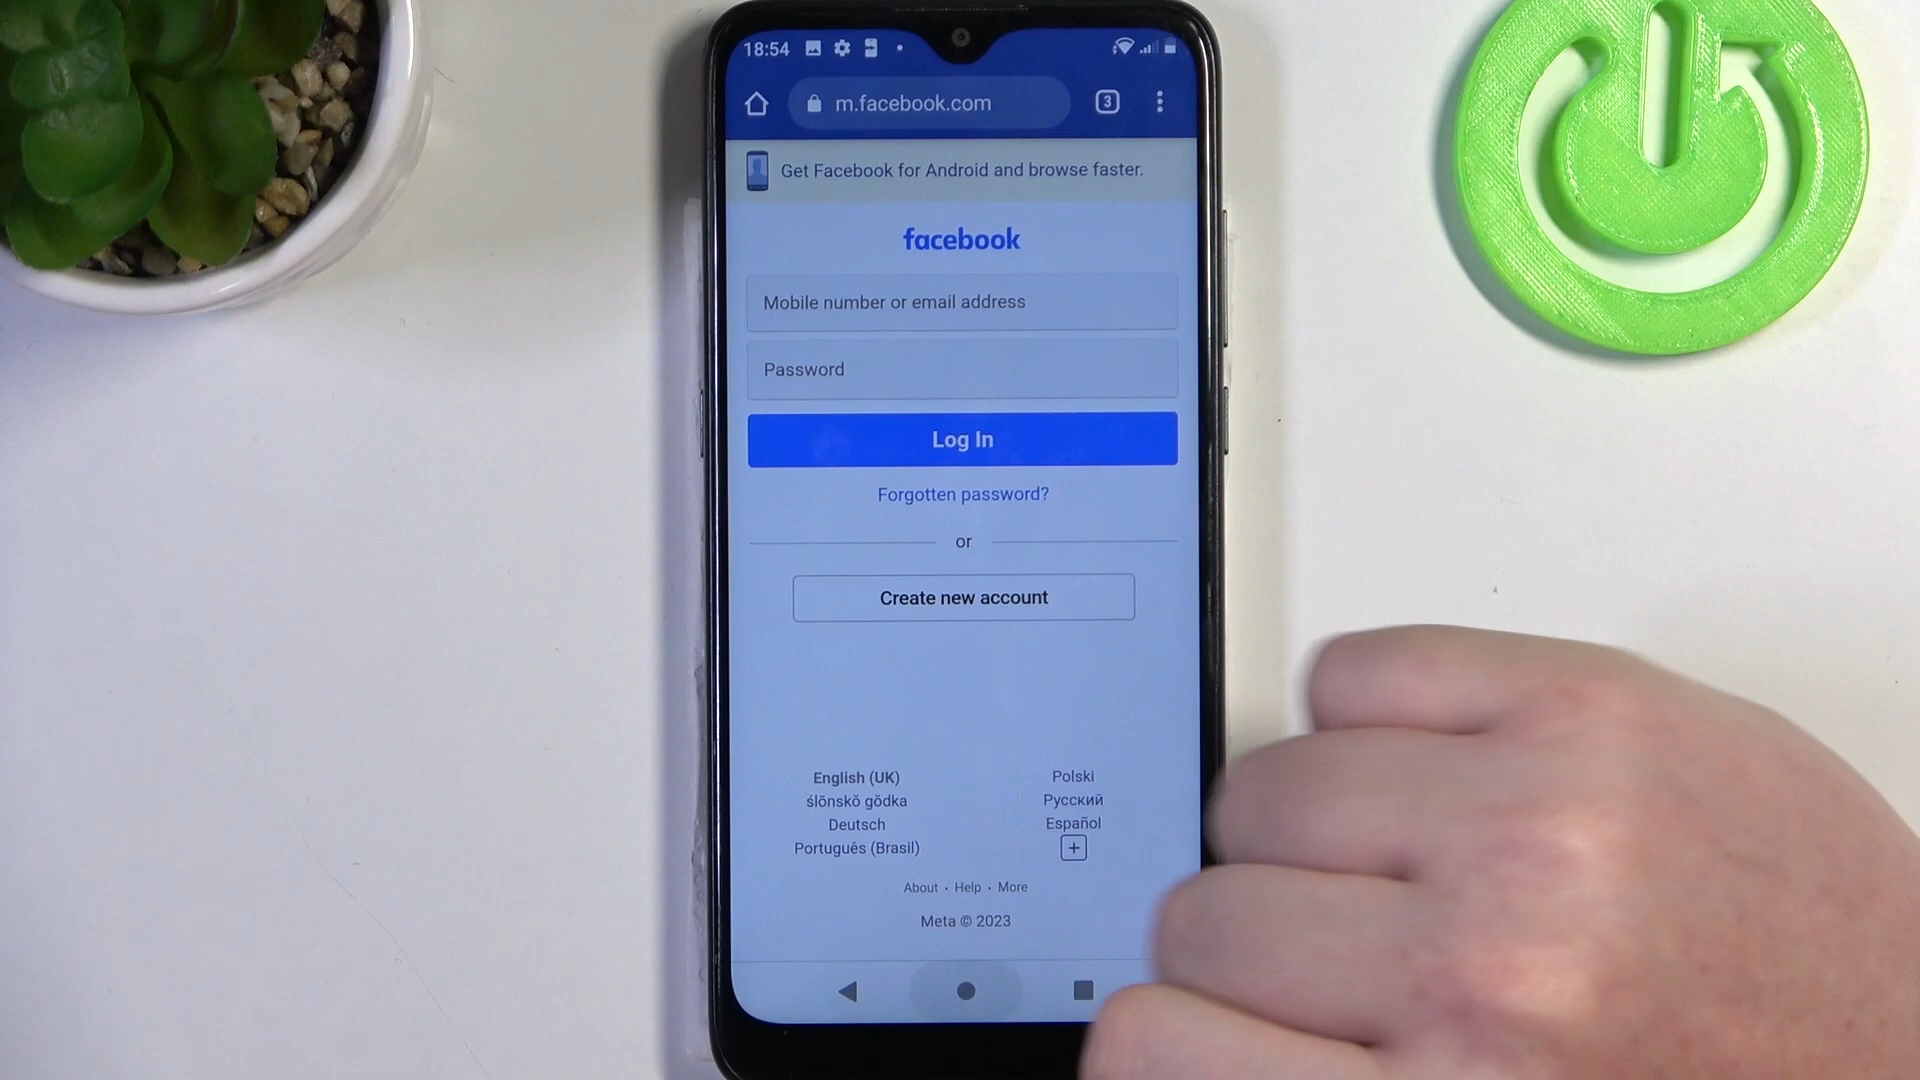 18:54
m.facebook.com
3
Get Facebook for Android and browse faster.
facebook
Mobile number or email address
Password
Log In
Forgotten password?
or
Create new account
English (UK)
Polski
ślōnskŏ gŏdka
Русский
Deutsch
Español
Português (Brasil)
+
About · Help · More
Meta © 2023